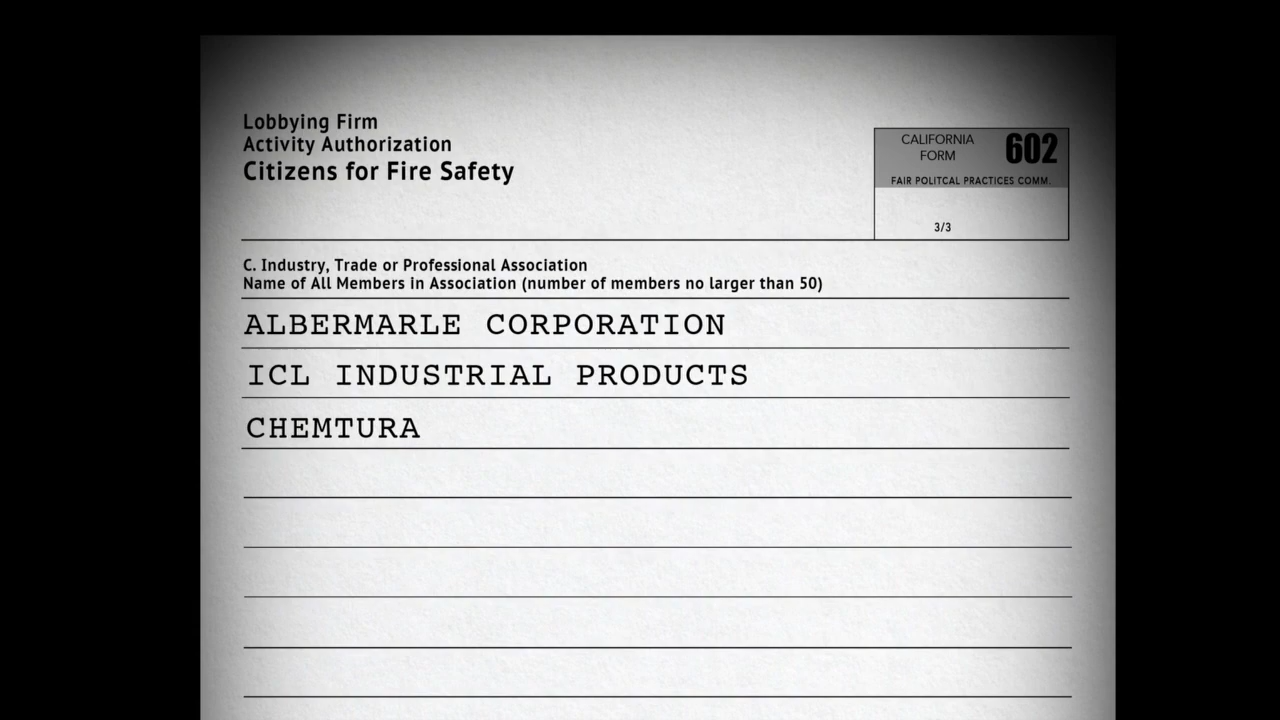 Lobbying Firm
Activity Authorization
Citizens for Fire Safety
CALIFORNIA
FORM
602
FAIR POLITCAL PRACTICES COMM.
3/3
C. Industry, Trade or Professional Association
Name of All Members in Association (number of members no larger than 50)
ALBERMARLE CORPORATION
ICL INDUSTRIAL PRODUCTS
CHEMTURA